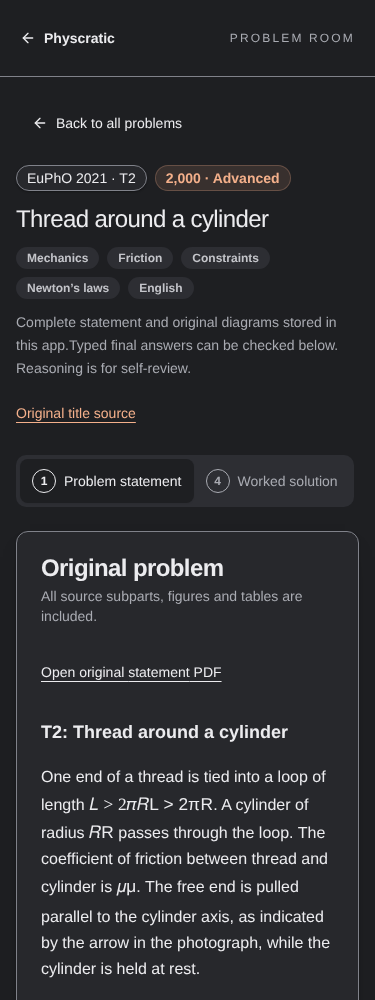 Physcratic
PROBLEM ROOM
Back to all problems
EuPhO 2021 · T2
2,000 · Advanced
Thread around a cylinder
Mechanics
Friction
Constraints
Newton's laws
English
Complete statement and original diagrams stored in
this app.Typed final answers can be checked below.
Reasoning is for self-review.
Original title source
1 Problem statement
4 Worked solution
Original problem
All source subparts, figures and tables are
included.
Open original statement PDF
T2: Thread around a cylinder
One end of a thread is tied into a loop of
length L > 2πRL > 2πR. A cylinder of
radius RR passes through the loop. The
coefficient of friction between thread and
cylinder is μμ. The free end is pulled
parallel to the cylinder axis, as indicated
by the arrow in the photograph, while the
cylinder is held at rest.